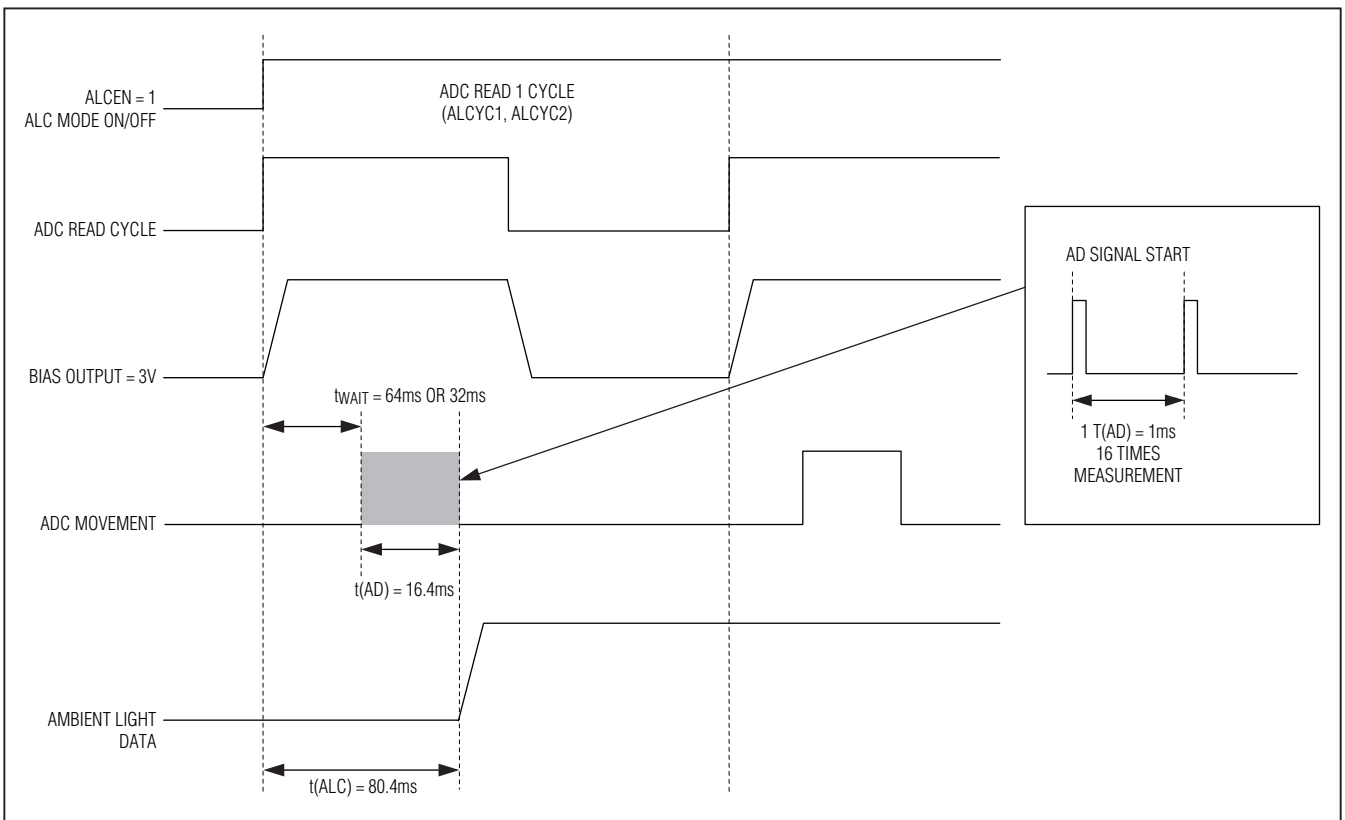 ALCEN = 1
ALC MODE ON/OFF
ADC READ 1 CYCLE
(ALCYC1, ALCYC2)
ADC READ CYCLE
BIAS OUTPUT = 3V
tWAIT = 64ms OR 32ms
ADC MOVEMENT
t(AD) = 16.4ms
AMBIENT LIGHT
DATA
t(ALC) = 80.4ms
AD SIGNAL START
1 T(AD) = 1ms
16 TIMES
MEASUREMENT